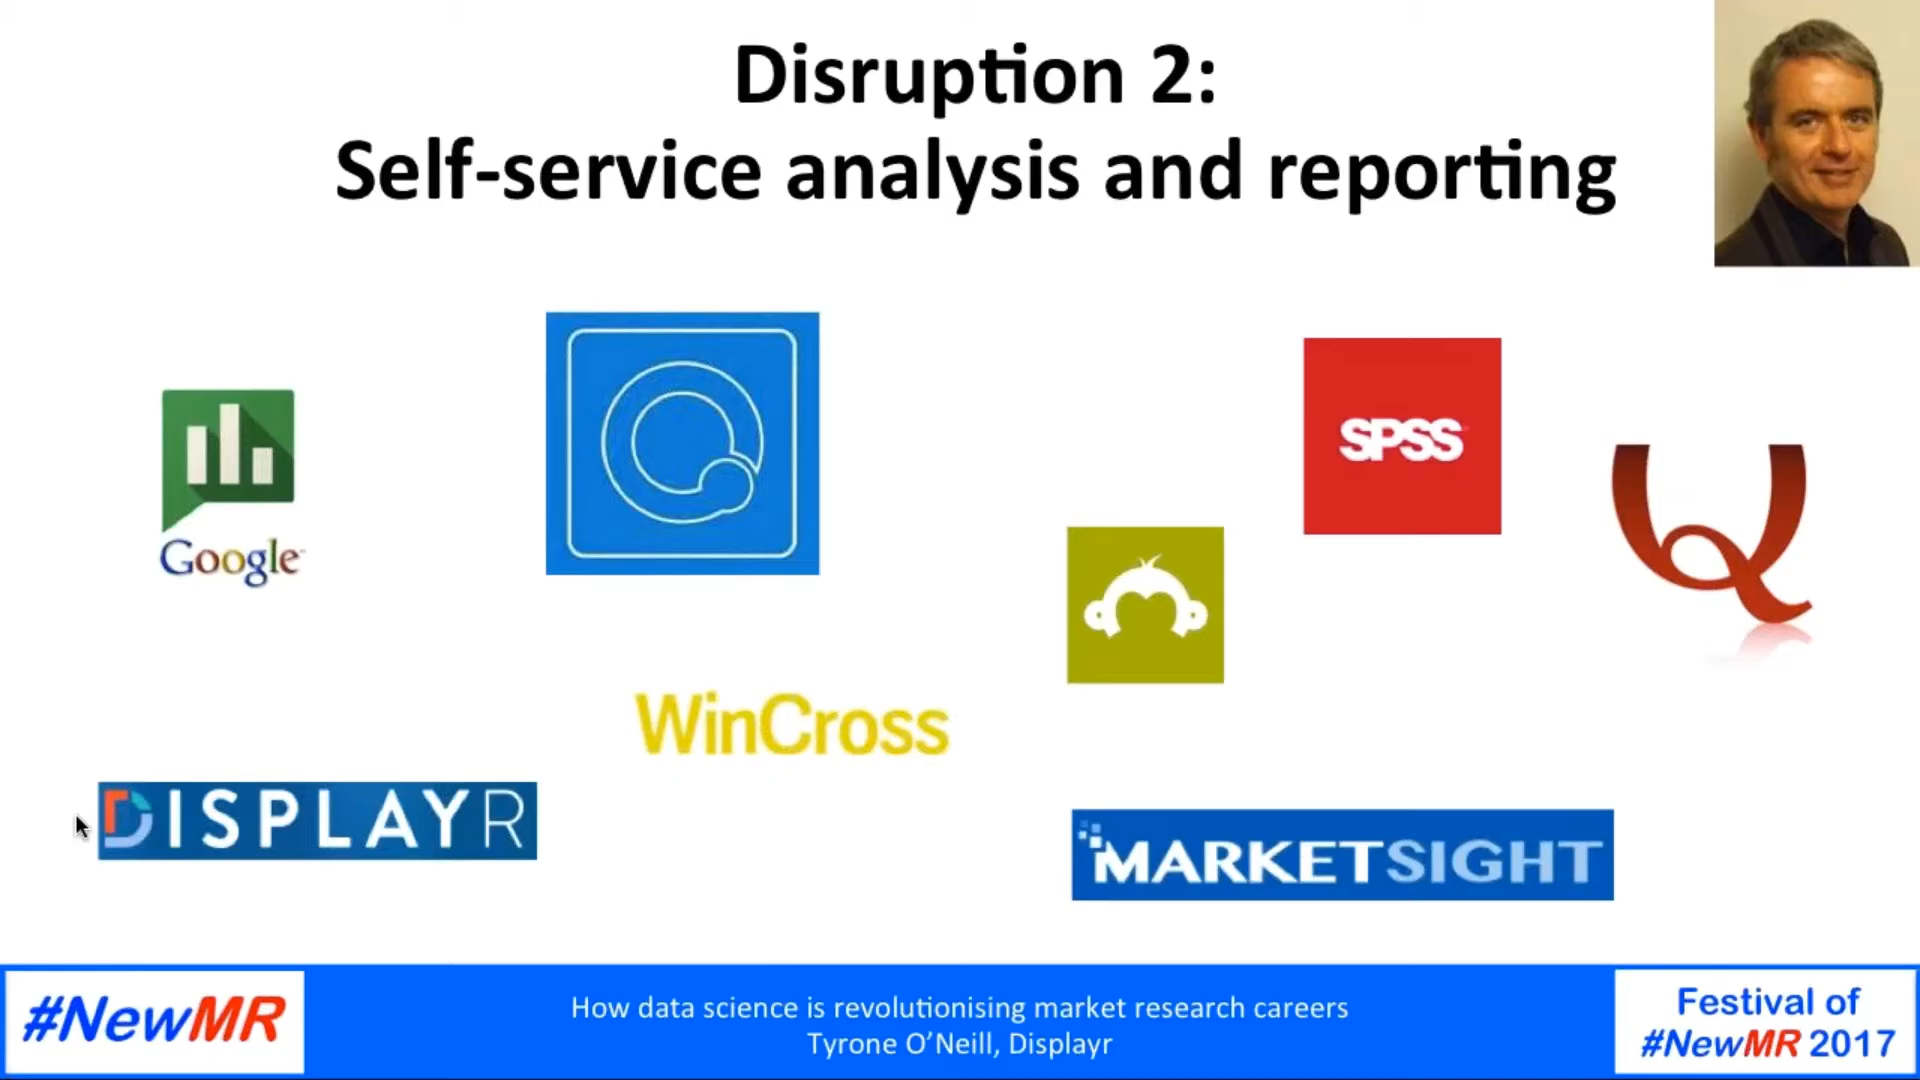 Disruption 2:
Self-service analysis and reporting
Google
SPSS
Q
WinCross
DISPLAYR
MARKETSIGHT
#NewMR
How data science is revolutionising market research careers
Tyrone O'Neill, Displayr
Festival of
#NewMR 2017